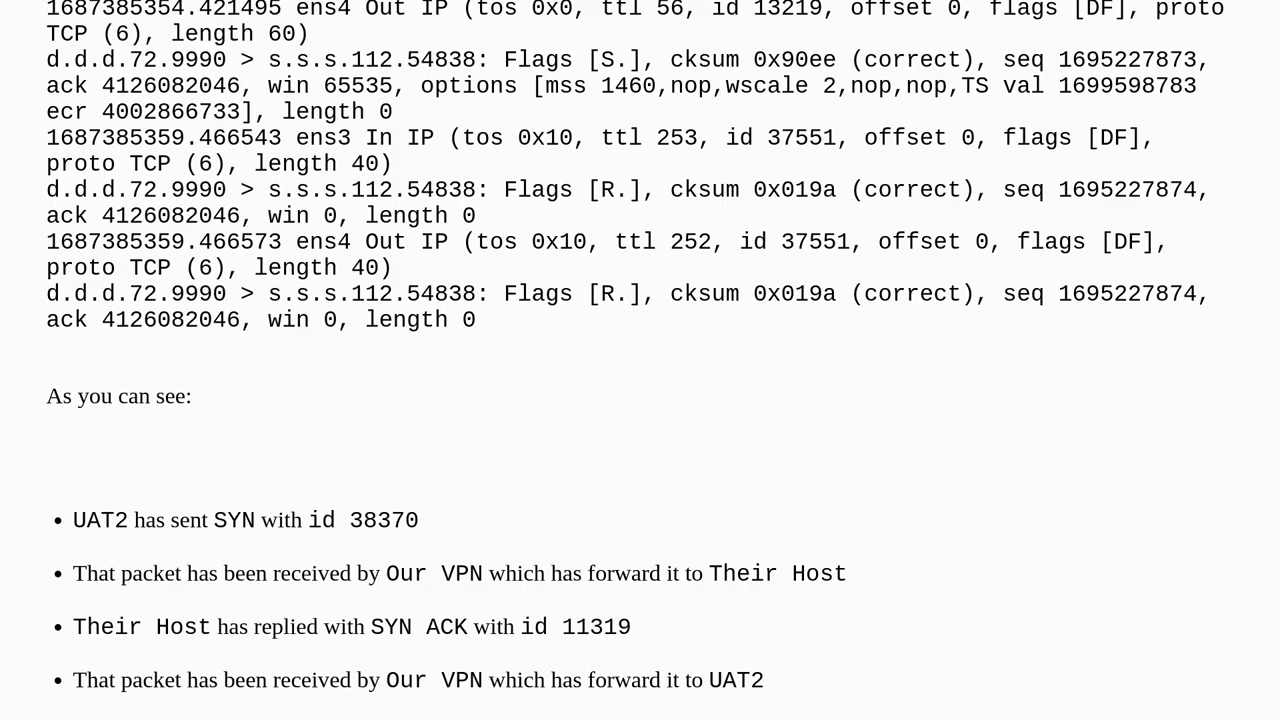 1687385354.421495 ens4 Out IP (tos 0x0, ttl 56, id 13219, offset 0, flags [DF], proto
TCP (6), length 60)
d.d.d.72.9990 > s.s.s.112.54838: Flags [S.], cksum 0x90ee (correct), seq 1695227873,
ack 4126082046, win 65535, options [mss 1460,nop,wscale 2,nop,nop,TS val 1699598783
ecr 4002866733], length 0
1687385359.466543 ens3 In IP (tos 0x10, ttl 253, id 37551, offset 0, flags [DF],
proto TCP (6), length 40)
d.d.d.72.9990 > s.s.s.112.54838: Flags [R.], cksum 0x019a (correct), seq 1695227874,
ack 4126082046, win 0, length 0
1687385359.466573 ens4 Out IP (tos 0x10, ttl 252, id 37551, offset 0, flags [DF],
proto TCP (6), length 40)
d.d.d.72.9990 > s.s.s.112.54838: Flags [R.], cksum 0x019a (correct), seq 1695227874,
ack 4126082046, win 0, length 0
As you can see:
• UAT2 has sent SYN with id 38370
• That packet has been received by Our VPN which has forward it to Their Host
• Their Host has replied with SYN ACK with id 11319
• That packet has been received by Our VPN which has forward it to UAT2